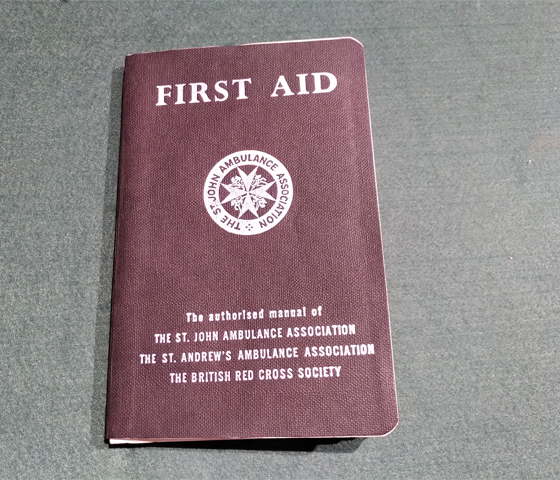 FIRST AID
THE ST. JOHN AMBULANCE ASSOCIATION
The authorised manual of
THE ST. JOHN AMBULANCE ASSOCIATION
THE ST. ANDREW'S AMBULANCE ASSOCIATION
THE BRITISH RED CROSS SOCIETY